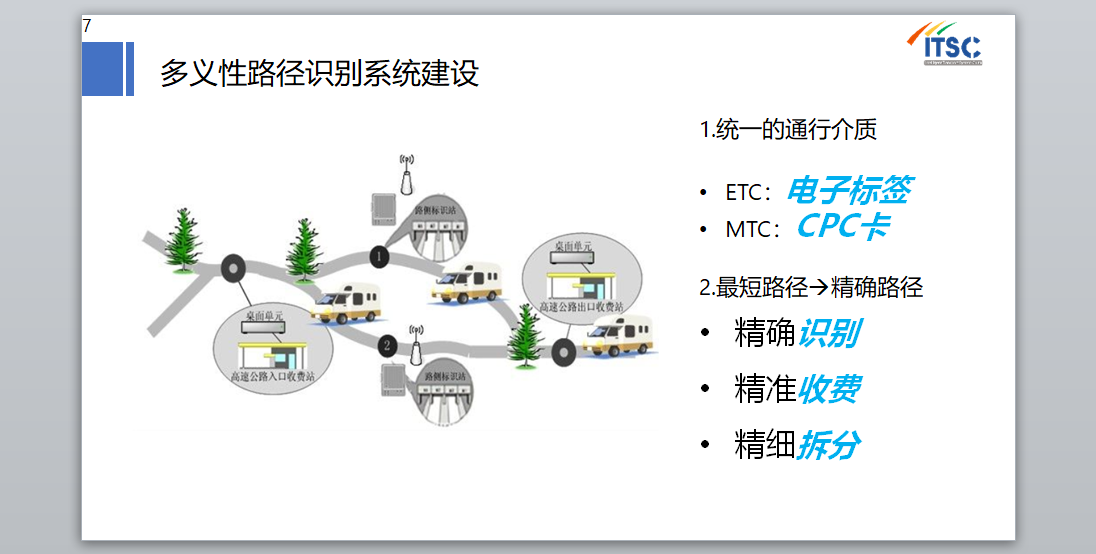 7
ITSC
多义性路径识别系统建设
1.统一的通行介质
• ETC：电子标签
• MTC：CPC卡
2.最短路径→精确路径
• 精确识别
• 精准收费
• 精细拆分
路侧标识站
1
桌面单元
高速公路出口收费站
桌面单元
高速公路入口收费站
2
路侧标识站